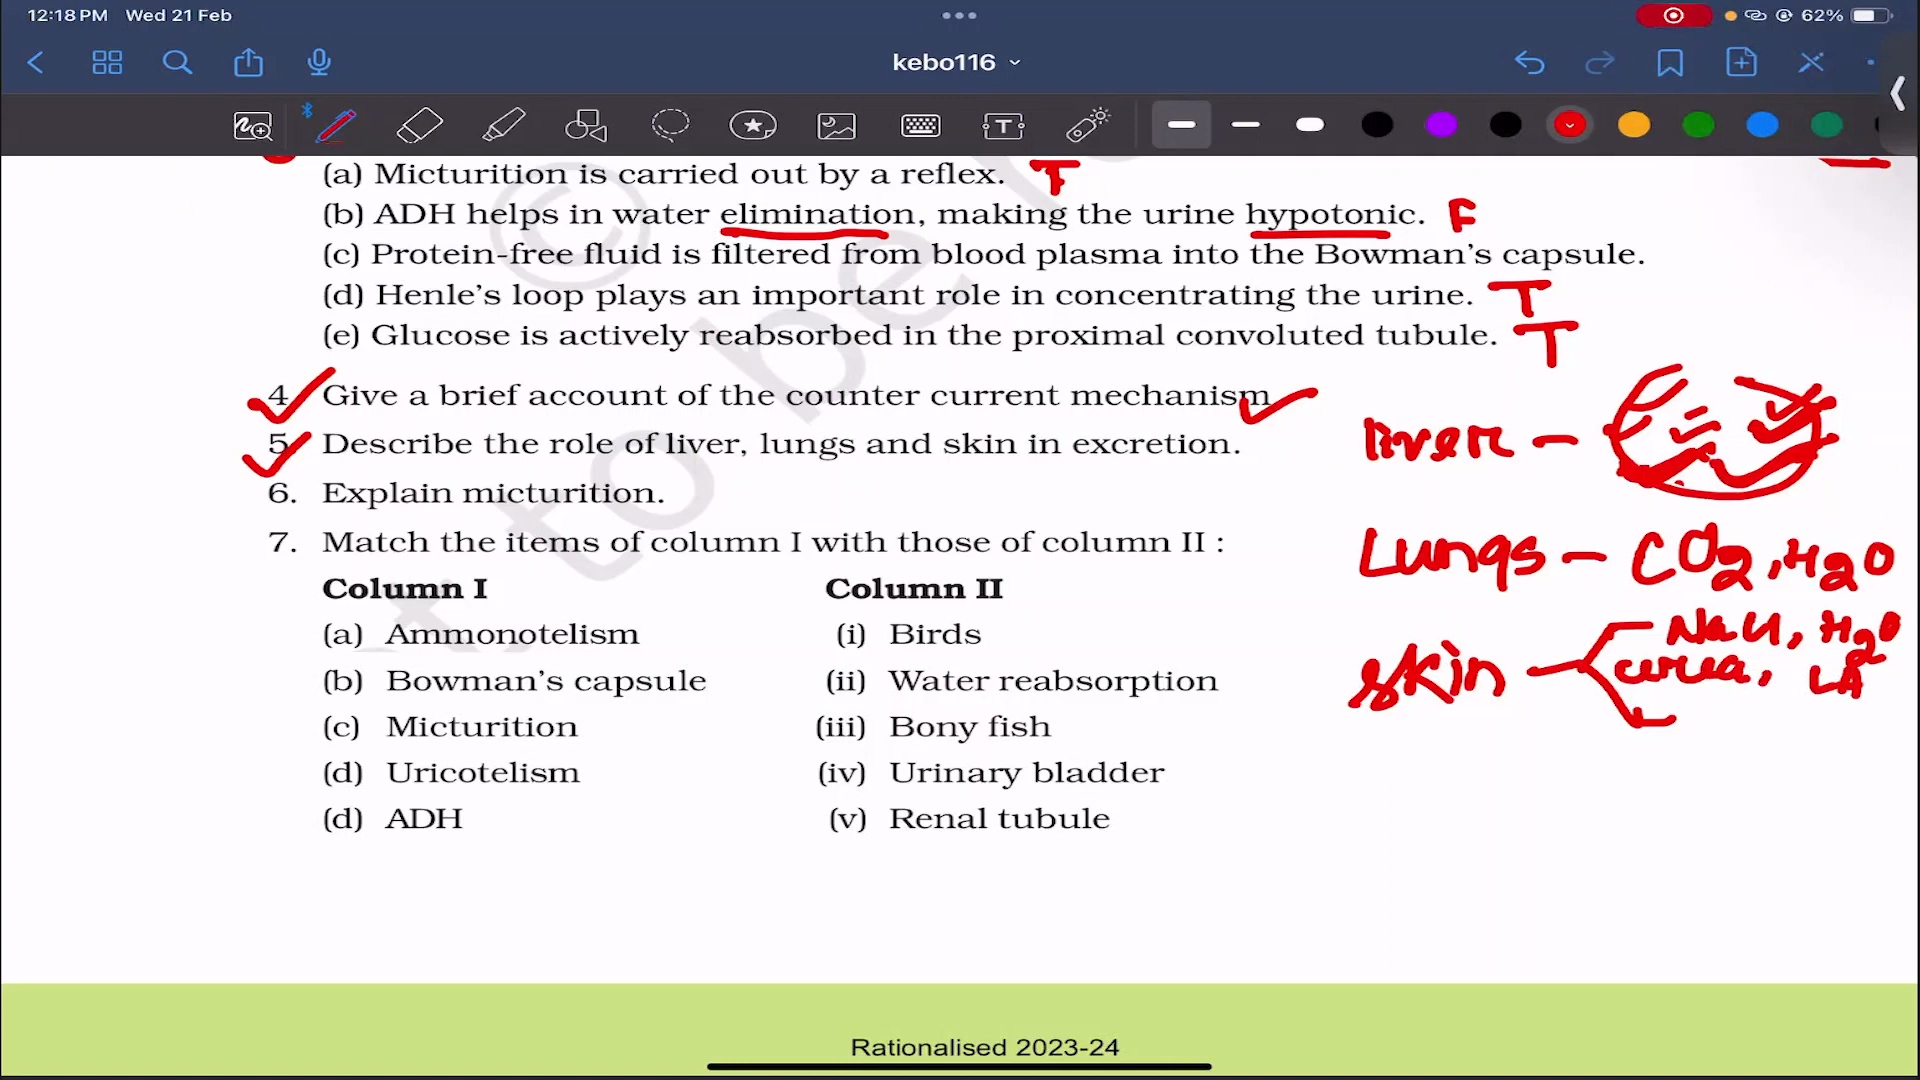 12:18 PM Wed 21 Feb
62%
kebo116
(a) Micturition is carried out by a reflex. T
(b) ADH helps in water elimination, making the urine hypotonic. F
(c) Protein-free fluid is filtered from blood plasma into the Bowman's capsule.
(d) Henle's loop plays an important role in concentrating the urine. T
(e) Glucose is actively reabsorbed in the proximal convoluted tubule. T
4. Give a brief account of the counter current mechanism
5. Describe the role of liver, lungs and skin in excretion.
6. Explain micturition.
7. Match the items of column I with those of column II :
Column I Column II
(a) Ammonotelism (i) Birds
(b) Bowman's capsule (ii) Water reabsorption
(c) Micturition (iii) Bony fish
(d) Uricotelism (iv) Urinary bladder
(d) ADH (v) Renal tubule
liver -
Lungs - CO2, H2O
skin - NaCl, H2O
urea, LA
© to be
Rationalised 2023-24